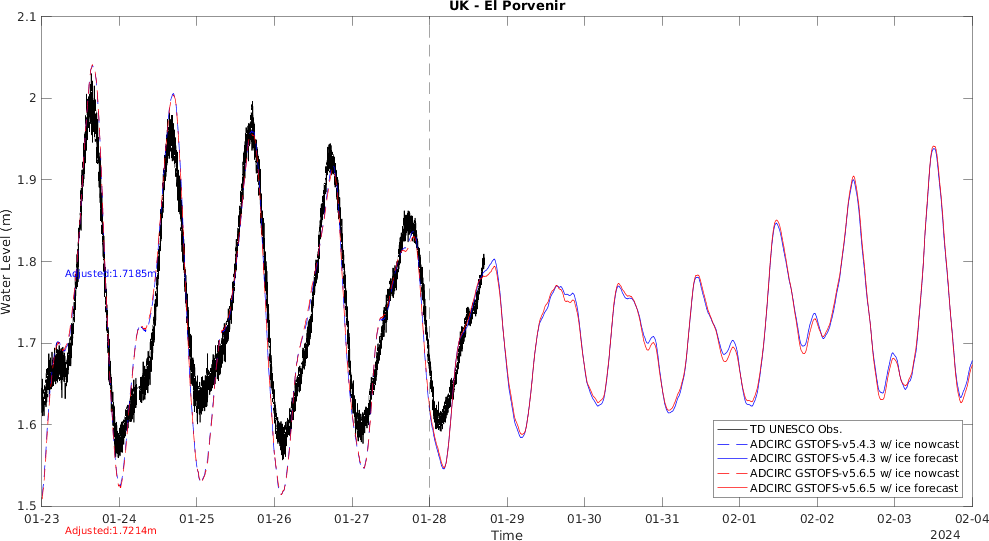 UK - El Porvenir
2.1
2
1.9
1.8
1.7
1.6
1.5
Water Level (m)
Adjusted:1.7185m
Adjusted:1.7214m
TD UNESCO Obs.
ADCIRC GSTOFS-v5.4.3 w/ ice nowcast
ADCIRC GSTOFS-v5.4.3 w/ ice forecast
ADCIRC GSTOFS-v5.6.5 w/ ice nowcast
ADCIRC GSTOFS-v5.6.5 w/ ice forecast
01-23 01-24 01-25 01-26 01-27 01-28 01-29 01-30 01-31 02-01 02-02 02-03 02-04
Time
2024